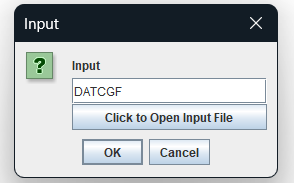 Input
?
Input
DATCGF
Click to Open Input File
OK
Cancel